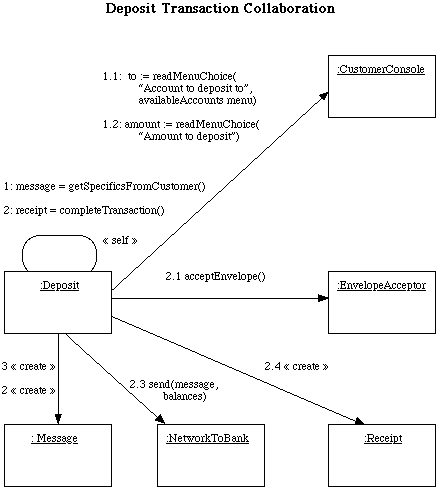 Deposit Transaction Collaboration
1.1: to := readMenuChoice(
"Account to deposit to",
availableAccounts menu)
:CustomerConsole
1.2: amount := readMenuChoice(
"Amount to deposit")
1: message = getSpecificsFromCustomer()
2: receipt = completeTransaction()
« self »
:Deposit
2.1 acceptEnvelope()
:EnvelopeAcceptor
3 « create »
2 « create »
2.3 send(message,
balances)
2.4 « create »
: Message
:NetworkToBank
:Receipt